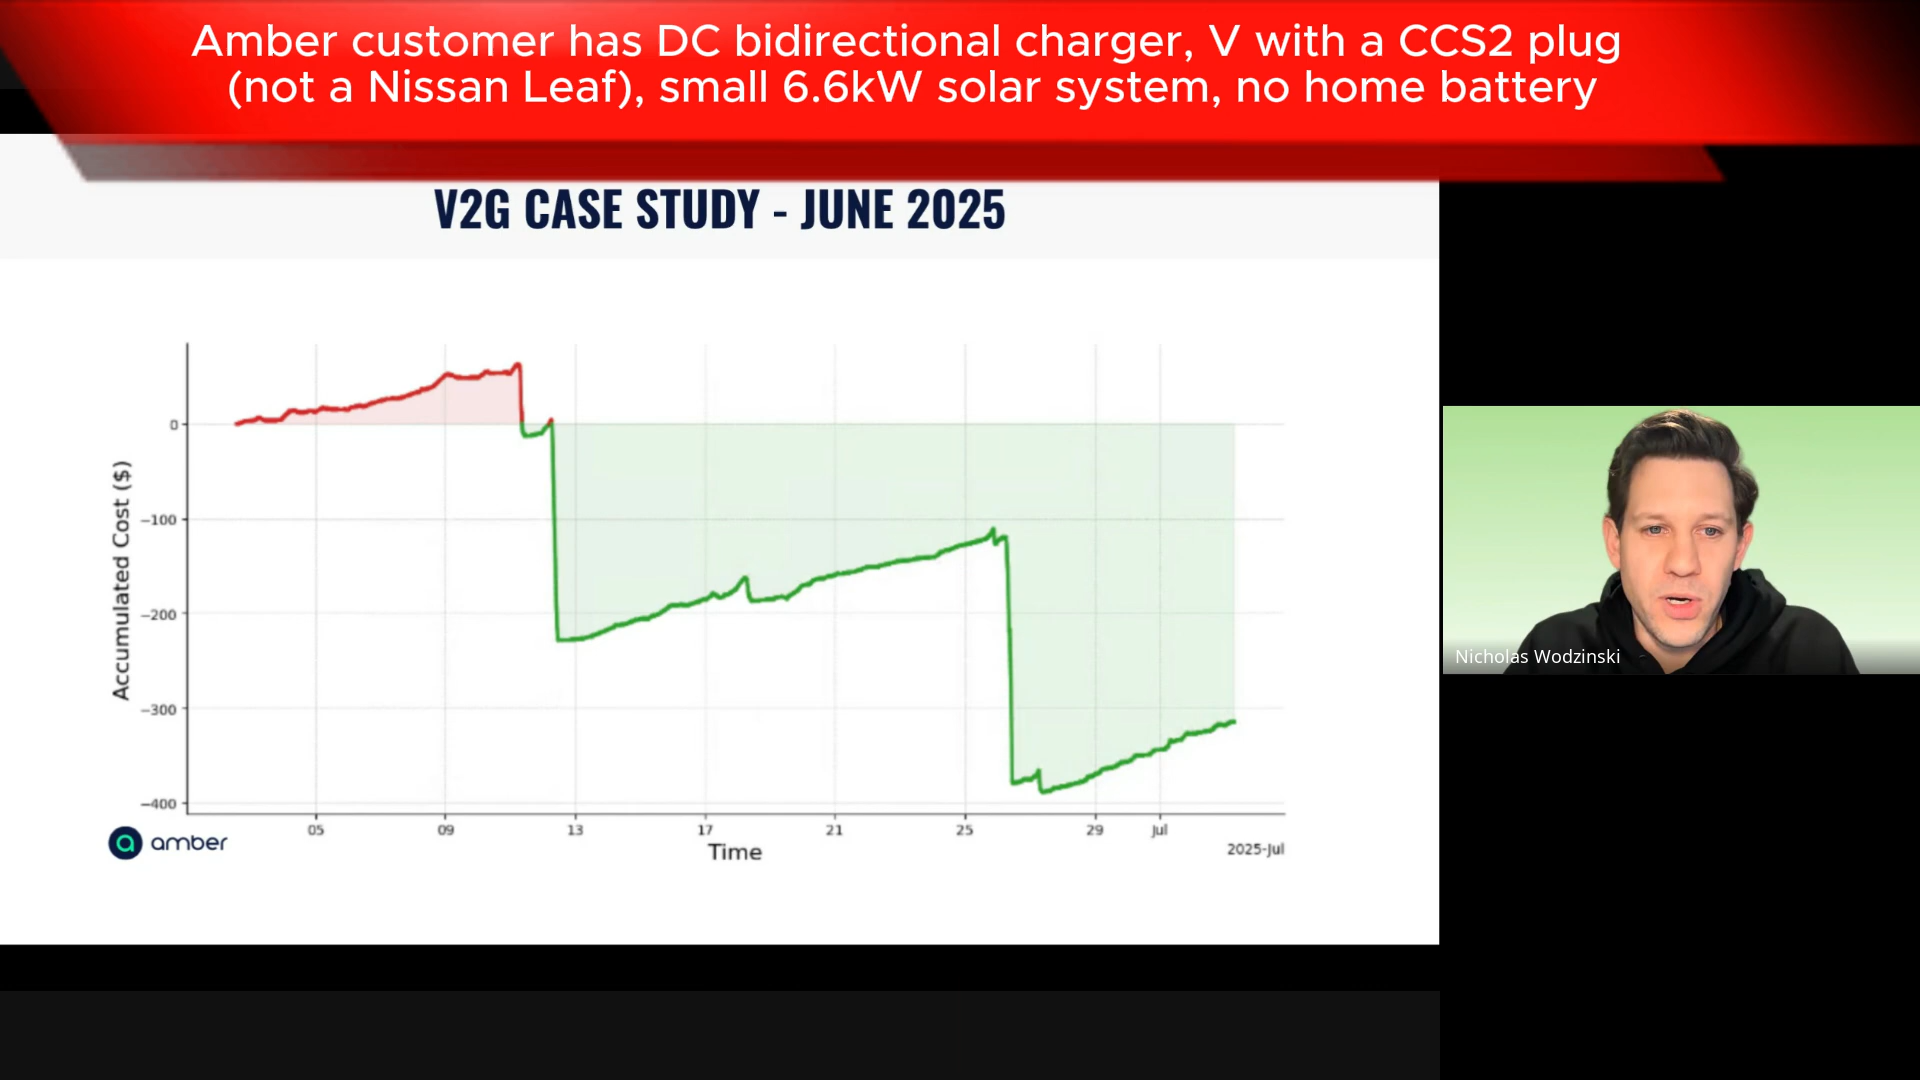 Amber customer has DC bidirectional charger, V with a CCS2 plug
(not a Nissan Leaf), small 6.6kW solar system, no home battery
V2G CASE STUDY - JUNE 2025
Accumulated Cost ($)
0
−100
−200
−300
−400
05
09
13
17
21
25
29
Jul
2025-Jul
Time
amber
Nicholas Wodzinski